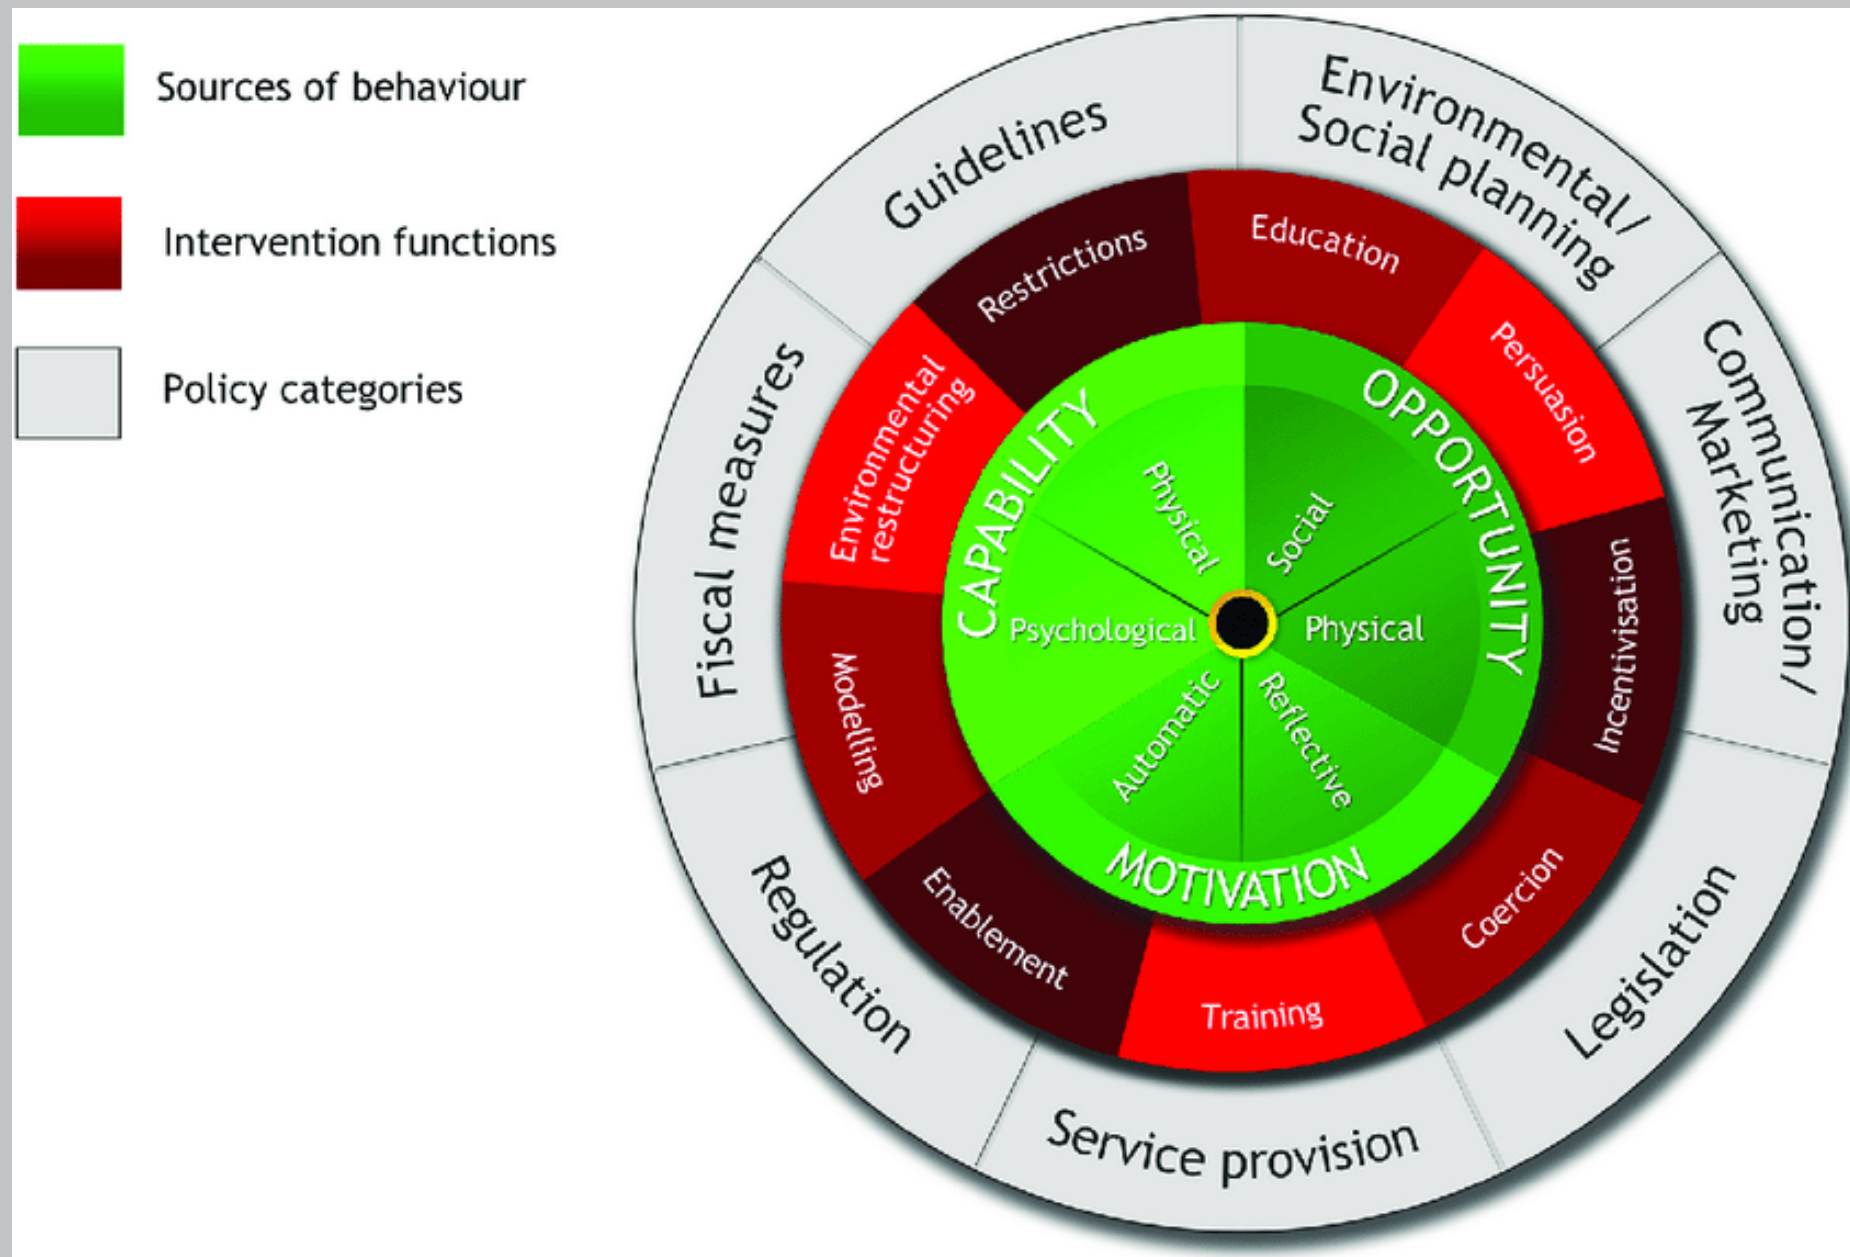 Sources of behaviour
Intervention functions
Policy categories
Guidelines
Environmental/
Social planning
Communication/
Marketing
Legislation
Service provision
Regulation
Fiscal measures
Restrictions
Education
Persuasion
Incentivisation
Coercion
Training
Enablement
Modelling
Environmental
restructuring
CAPABILITY
OPPORTUNITY
MOTIVATION
Physical
Social
Psychological
Physical
Automatic
Reflective